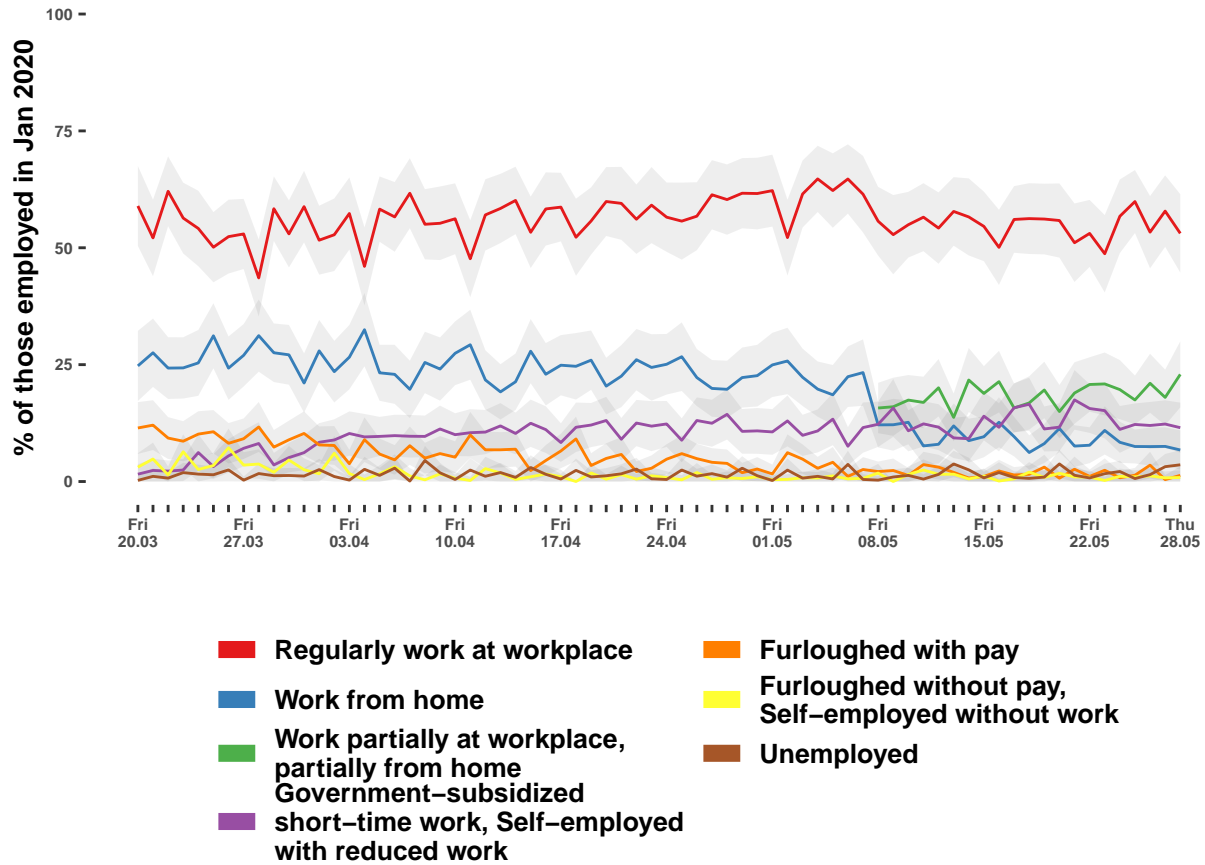 % of those employed in Jan 2020
100
75
50
25
0
Fri
20.03
Fri
27.03
Fri
03.04
Fri
10.04
Fri
17.04
Fri
24.04
Fri
01.05
Fri
08.05
Fri
15.05
Fri
22.05
Thu
28.05
Regularly work at workplace
Work from home
Work partially at workplace,
partially from home
Government−subsidized
short−time work, Self−employed
with reduced work
Furloughed with pay
Furloughed without pay,
Self−employed without work
Unemployed